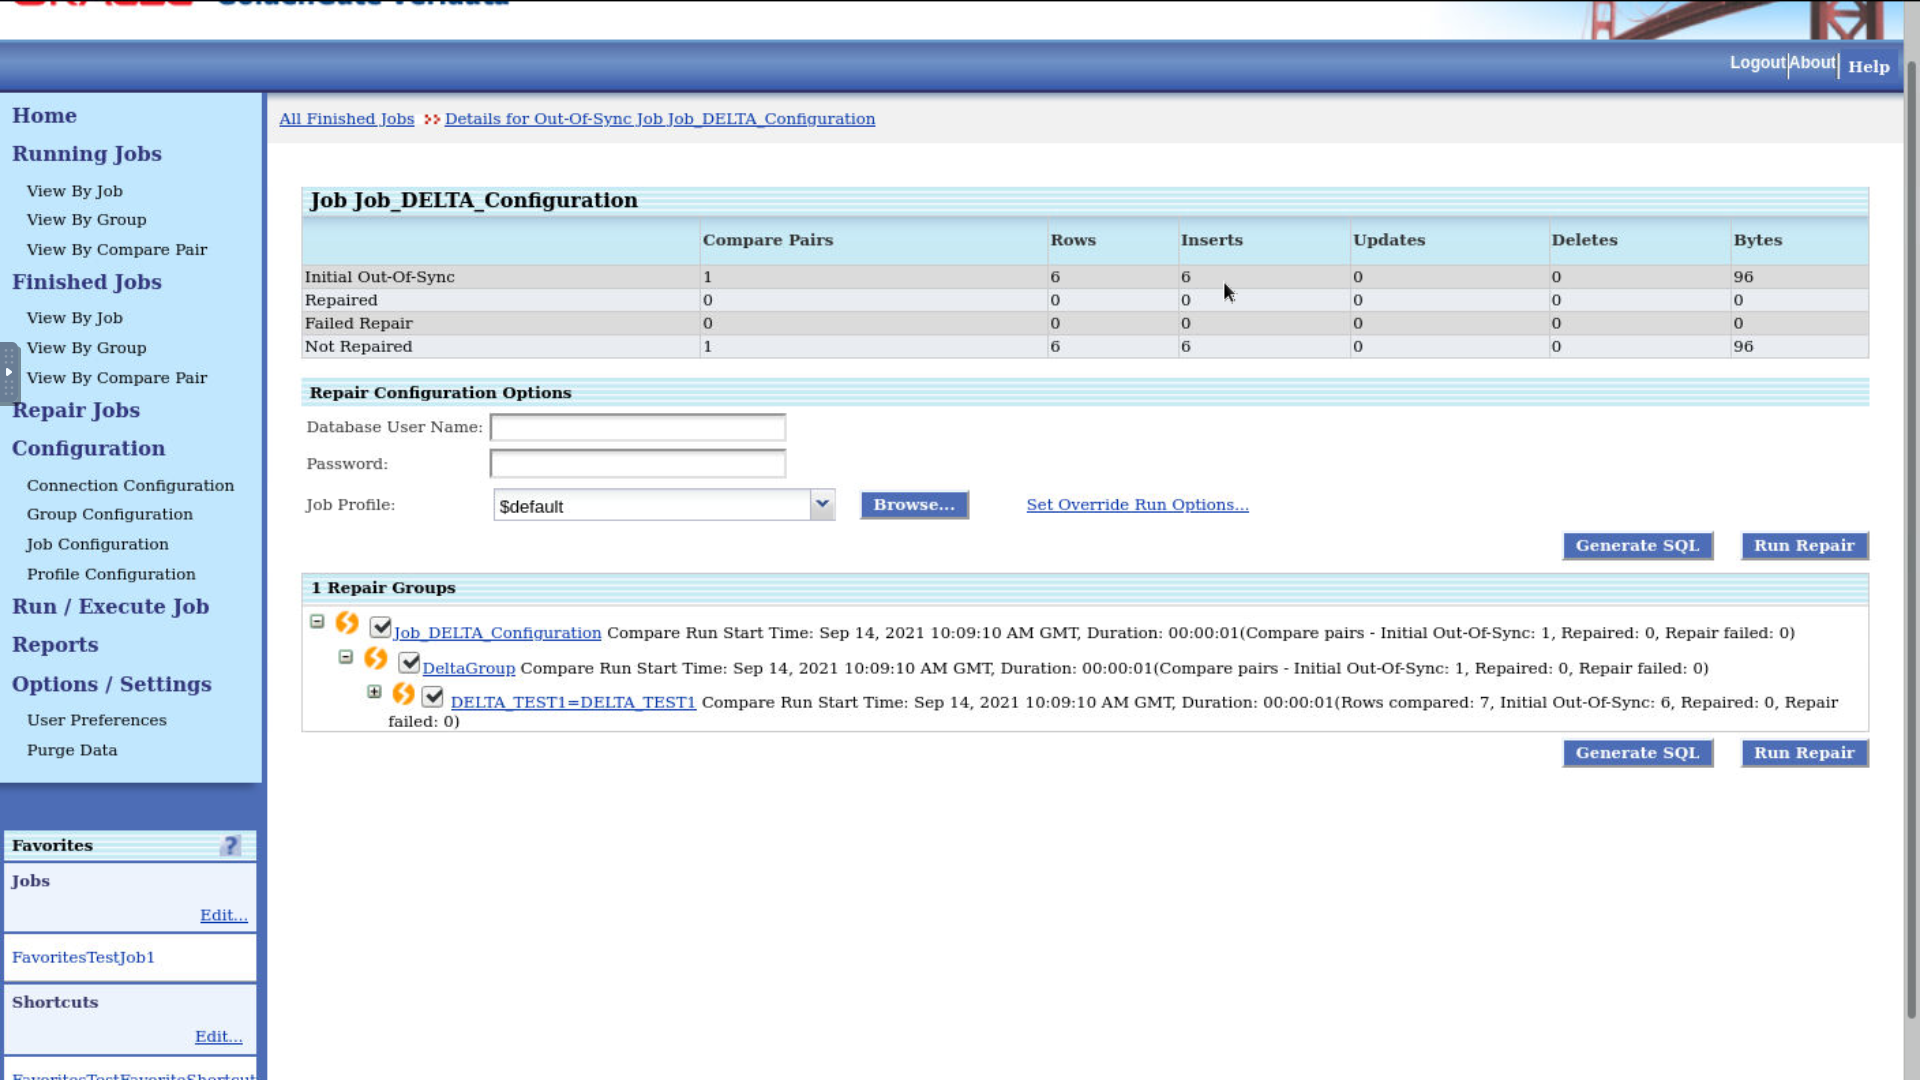 ORACLE GoldenGate Veridata
Logout About Help
Home
Running Jobs
View By Job
View By Group
View By Compare Pair
Finished Jobs
View By Job
View By Group
View By Compare Pair
Repair Jobs
Configuration
Connection Configuration
Group Configuration
Job Configuration
Profile Configuration
Run / Execute Job
Reports
Options / Settings
User Preferences
Purge Data
Favorites ?
Jobs
Edit...
FavoritesTestJob1
Shortcuts
Edit...
FavoritesTestFavoriteShortcut
All Finished Jobs >> Details for Out-Of-Sync Job Job_DELTA_Configuration
Job Job_DELTA_Configuration
Compare Pairs Rows Inserts Updates Deletes Bytes
Initial Out-Of-Sync 1 6 6 0 0 96
Repaired 0 0 0 0 0 0
Failed Repair 0 0 0 0 0 0
Not Repaired 1 6 6 0 0 96
Repair Configuration Options
Database User Name:
Password:
Job Profile: $default Browse... Set Override Run Options...
Generate SQL Run Repair
1 Repair Groups
Job_DELTA_Configuration Compare Run Start Time: Sep 14, 2021 10:09:10 AM GMT, Duration: 00:00:01(Compare pairs - Initial Out-Of-Sync: 1, Repaired: 0, Repair failed: 0)
DeltaGroup Compare Run Start Time: Sep 14, 2021 10:09:10 AM GMT, Duration: 00:00:01(Compare pairs - Initial Out-Of-Sync: 1, Repaired: 0, Repair failed: 0)
DELTA_TEST1=DELTA_TEST1 Compare Run Start Time: Sep 14, 2021 10:09:10 AM GMT, Duration: 00:00:01(Rows compared: 7, Initial Out-Of-Sync: 6, Repaired: 0, Repair
failed: 0)
Generate SQL Run Repair